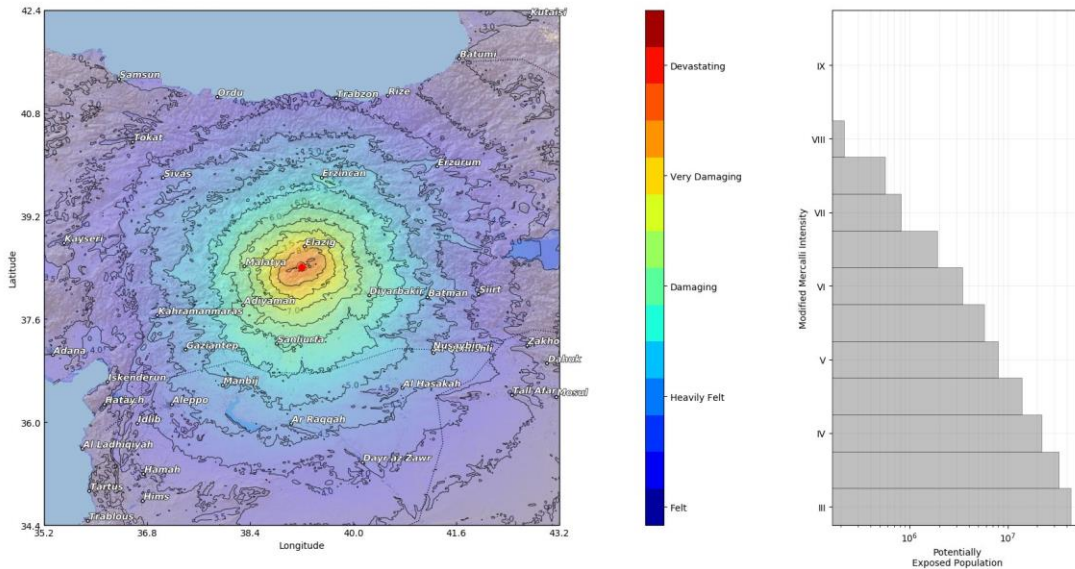 42.4
40.8
39.2
37.6
36.0
34.4
Latitude
35.2
36.8
38.4
40.0
41.6
43.2
Longitude
Kutaisi
Batumi
Samsun
Ordu
Trabzon
Rize
Tokat
Sivas
Erzurum
Erzincan
Kayseri
Elazig
Malatya
Adiyaman
Diyarbakir
Batman
Siirt
Kahramanmaras
Gaziantep
Sanliurfa
Nusaybin
Zakho
Dahuk
Adana
Iskenderun
Manbij
Al Hasakah
Tall Afar
Mosul
Aleppo
Idlib
Ar Raqqah
Al Ladhiqiyah
Hamah
Dayr az Zawr
Tartus
Hims
Trablous
Devastating
Very Damaging
Damaging
Heavily Felt
Felt
IX
VIII
VII
VI
V
IV
III
Modified Mercalli Intensity
10⁶
10⁷
Potentially
Exposed Population